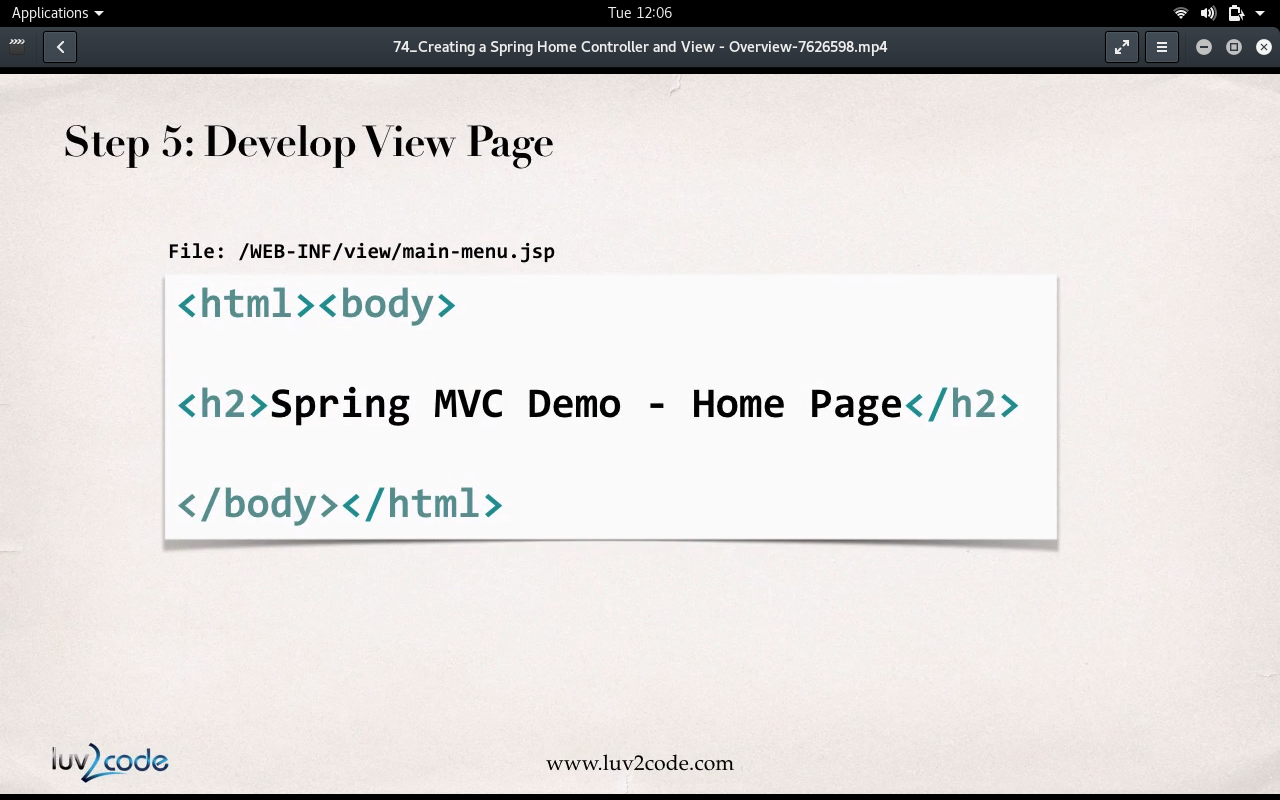 Applications
Tue 12:06
74_Creating a Spring Home Controller and View - Overview-7626598.mp4
Step 5: Develop View Page
File: /WEB-INF/view/main-menu.jsp
<html><body>
<h2>Spring MVC Demo - Home Page</h2>
</body></html>
luv2code
www.luv2code.com